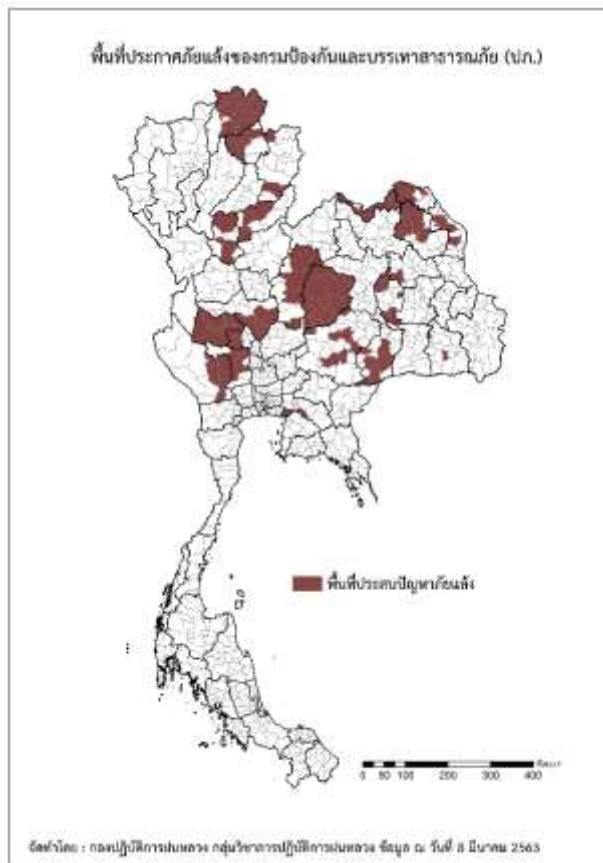 พื้นที่ประกาศภัยแล้งของกรมป้องกันและบรรเทาสาธารณภัย (ปภ.)
พื้นที่ประสบปัญหาภัยแล้ง
0 50 100 200 300 400
จัดทำโดย : กองปฏิบัติการฝนหลวง กลุ่มวิชาการปฏิบัติการฝนหลวง ข้อมูล ณ วันที่ 8 มีนาคม 2563